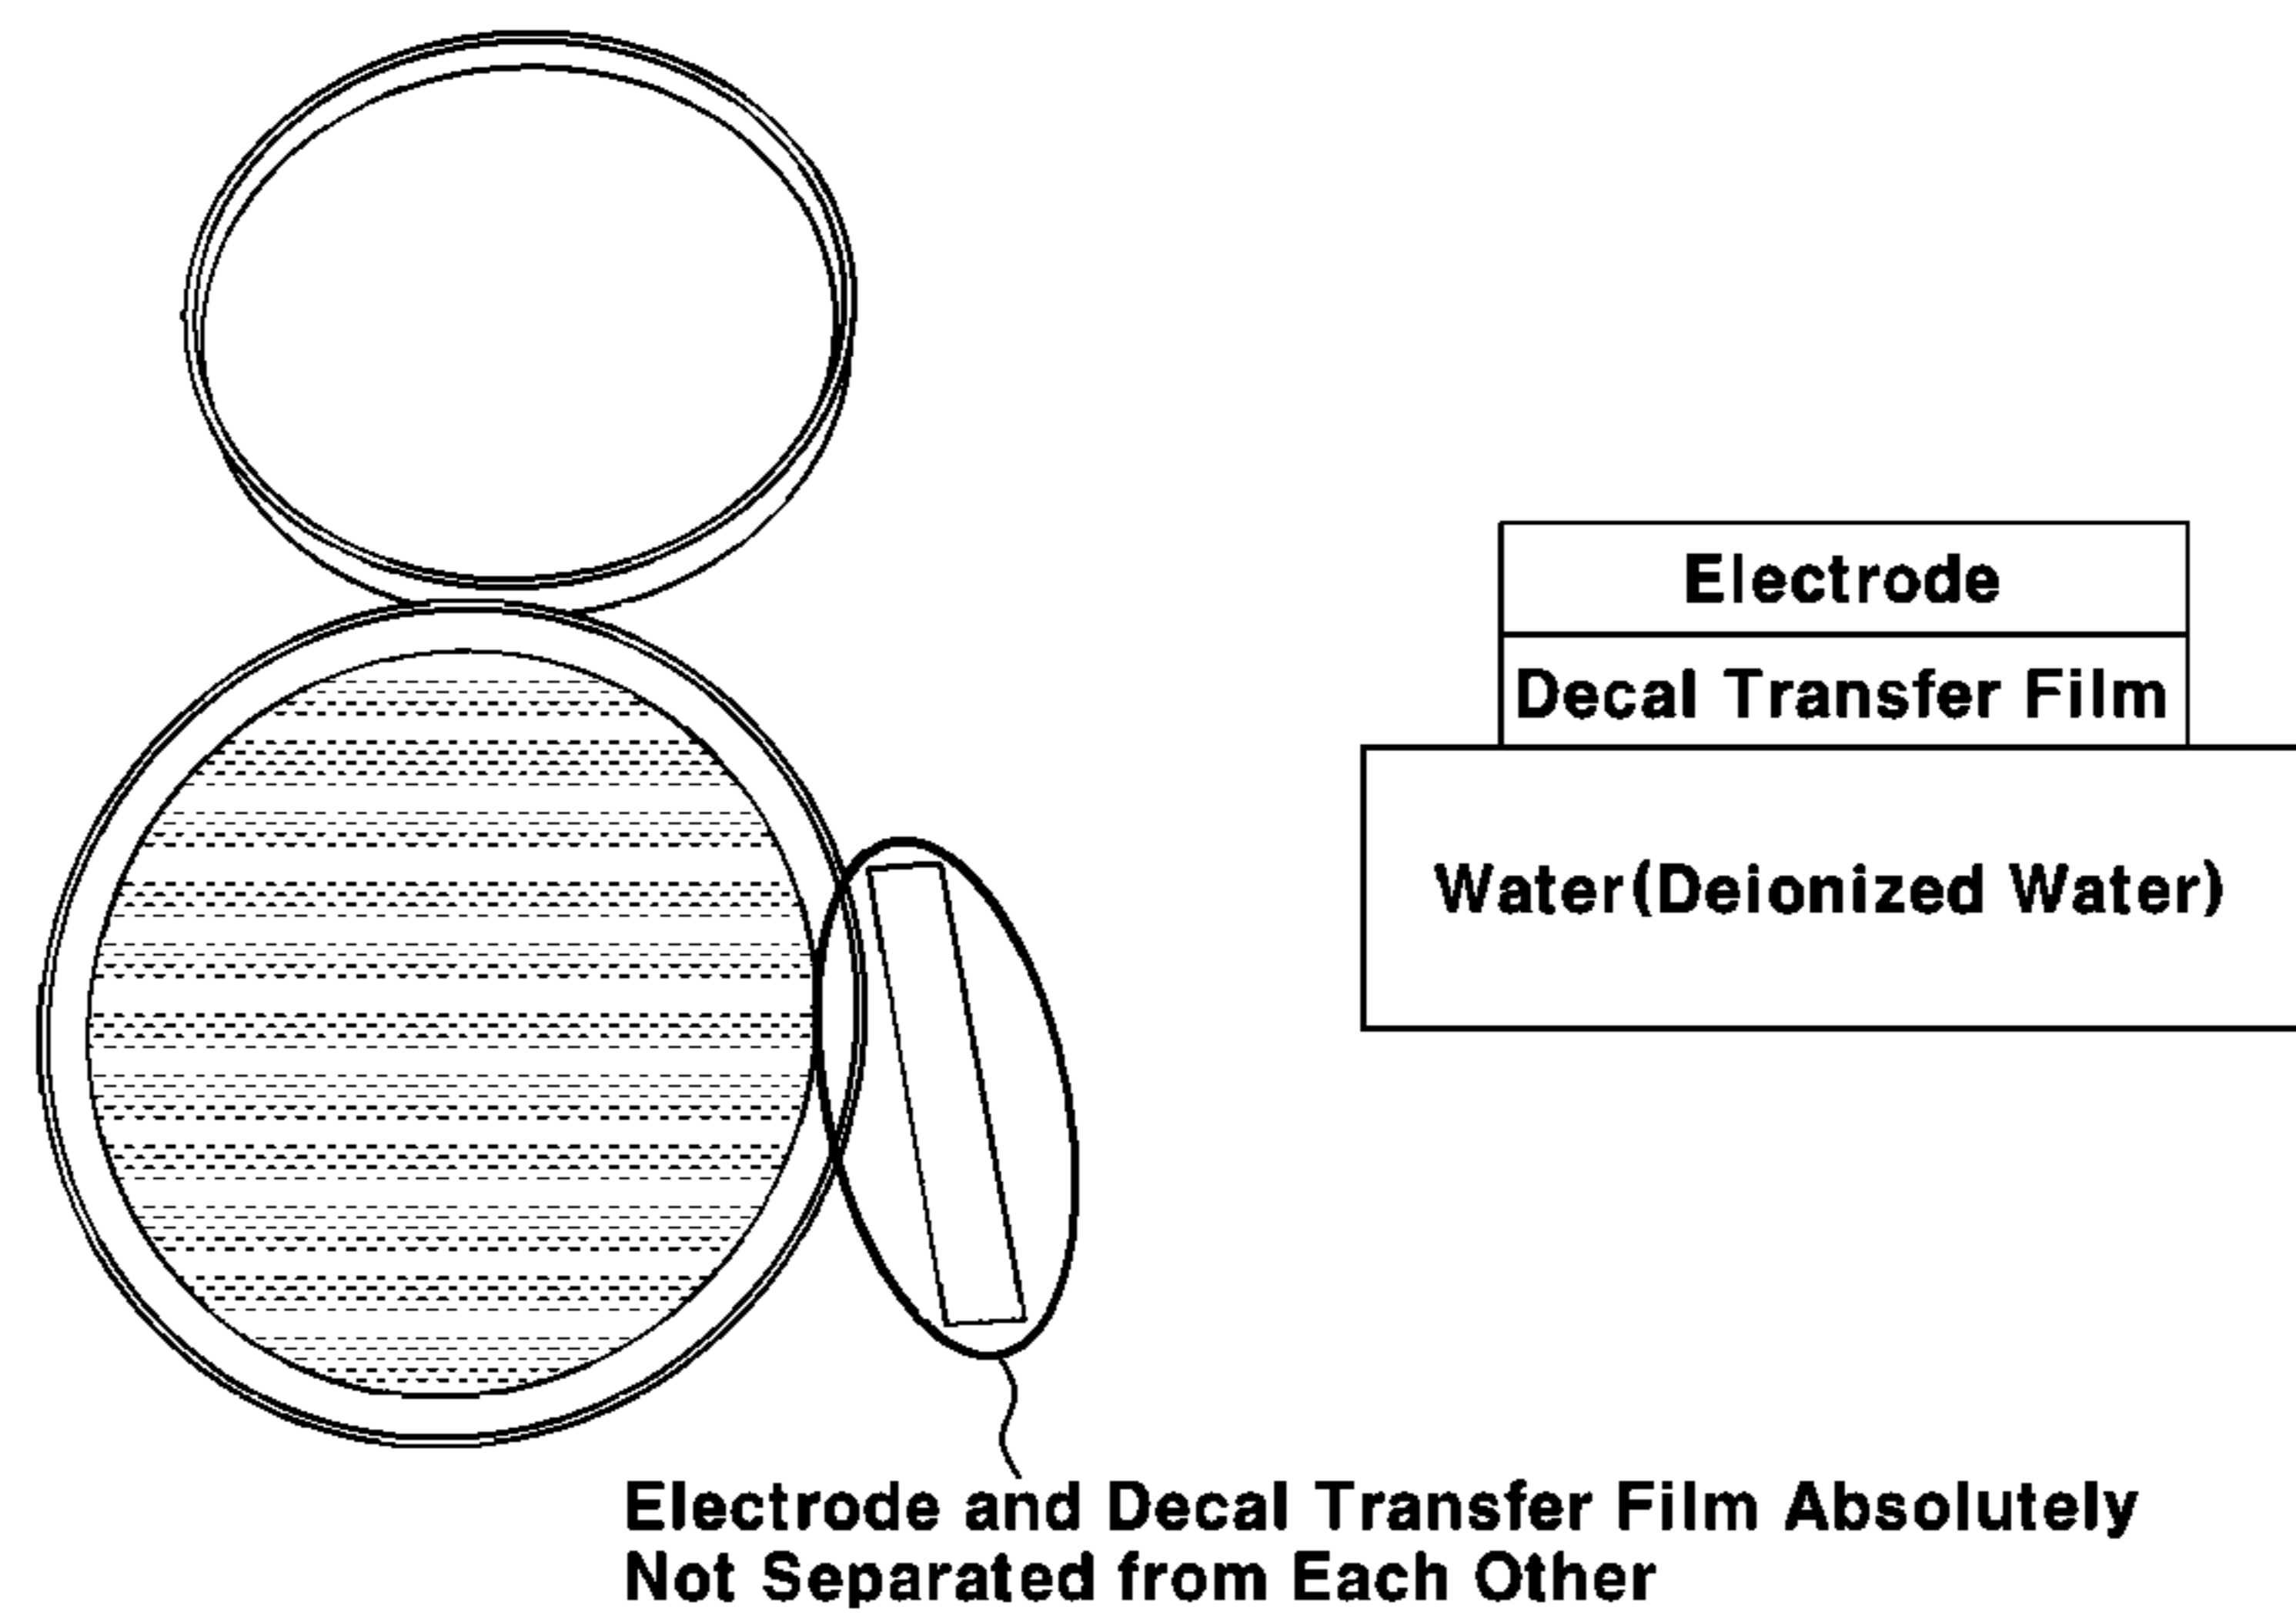 Electrode
Decal Transfer Film
Water(Deionized Water)
Electrode and Decal Transfer Film Absolutely
Not Separated from Each Other